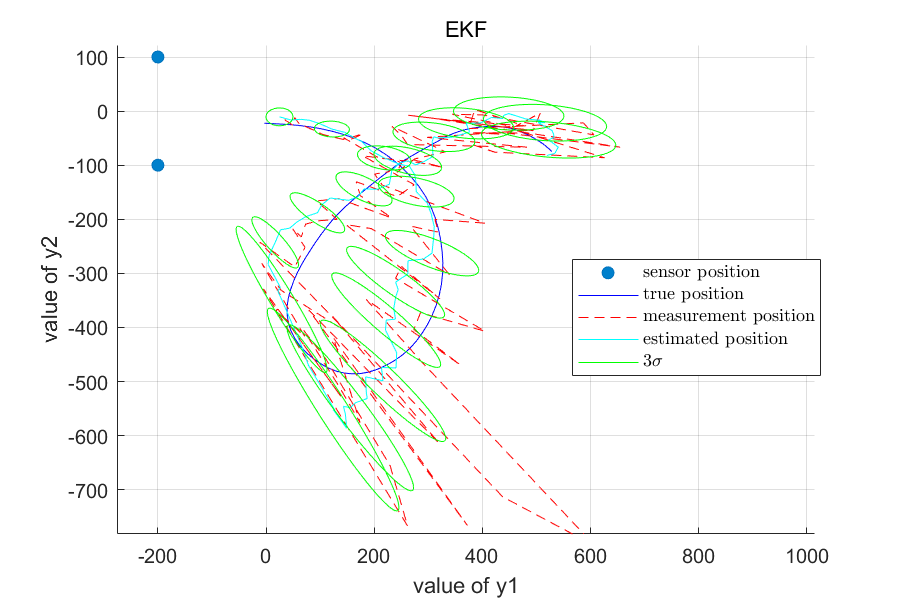 EKF
100
0
-100
-200
-300
-400
-500
-600
-700
value of y2
sensor position
true position
measurement position
estimated position
3σ
-200
0
200
400
600
800
1000
value of y1